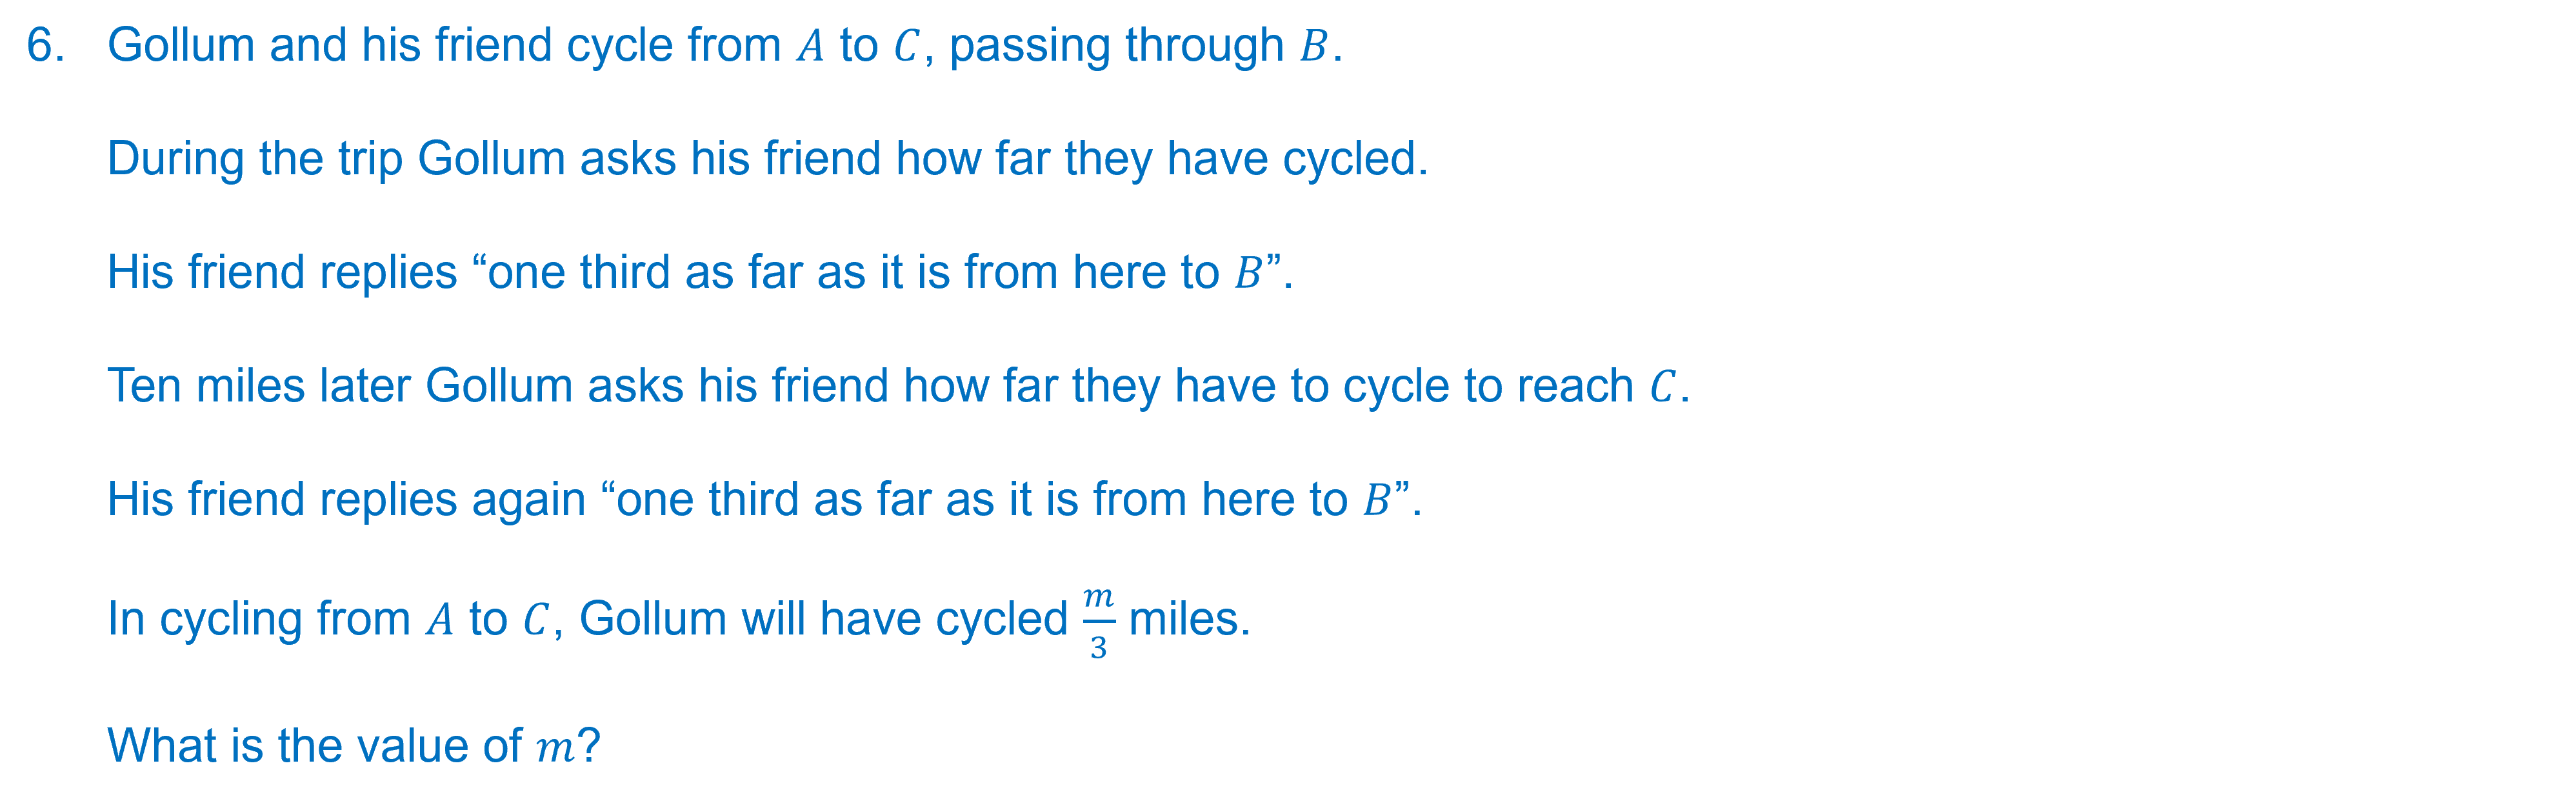 6. Gollum and his friend cycle from A to C, passing through B.
During the trip Gollum asks his friend how far they have cycled.
His friend replies “one third as far as it is from here to B”.
Ten miles later Gollum asks his friend how far they have to cycle to reach C.
His friend replies again “one third as far as it is from here to B”.
In cycling from A to C, Gollum will have cycled m/3 miles.
What is the value of m?